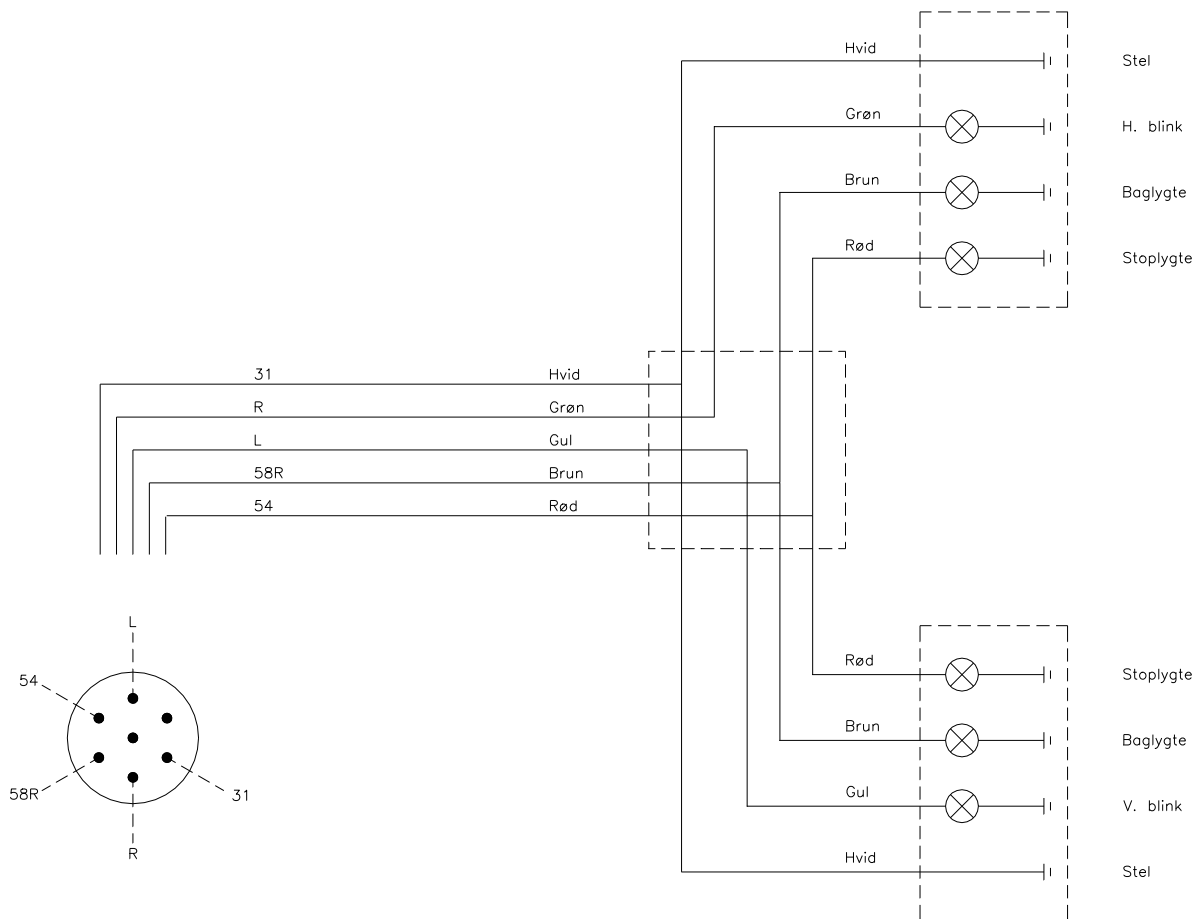 Hvid Stel
Grøn H. blink
Brun Baglygte
Rød Stoplygte
31 Hvid
R Grøn
L Gul
58R Brun
54 Rød
L
54
58R
31
R
Rød Stoplygte
Brun Baglygte
Gul V. blink
Hvid Stel